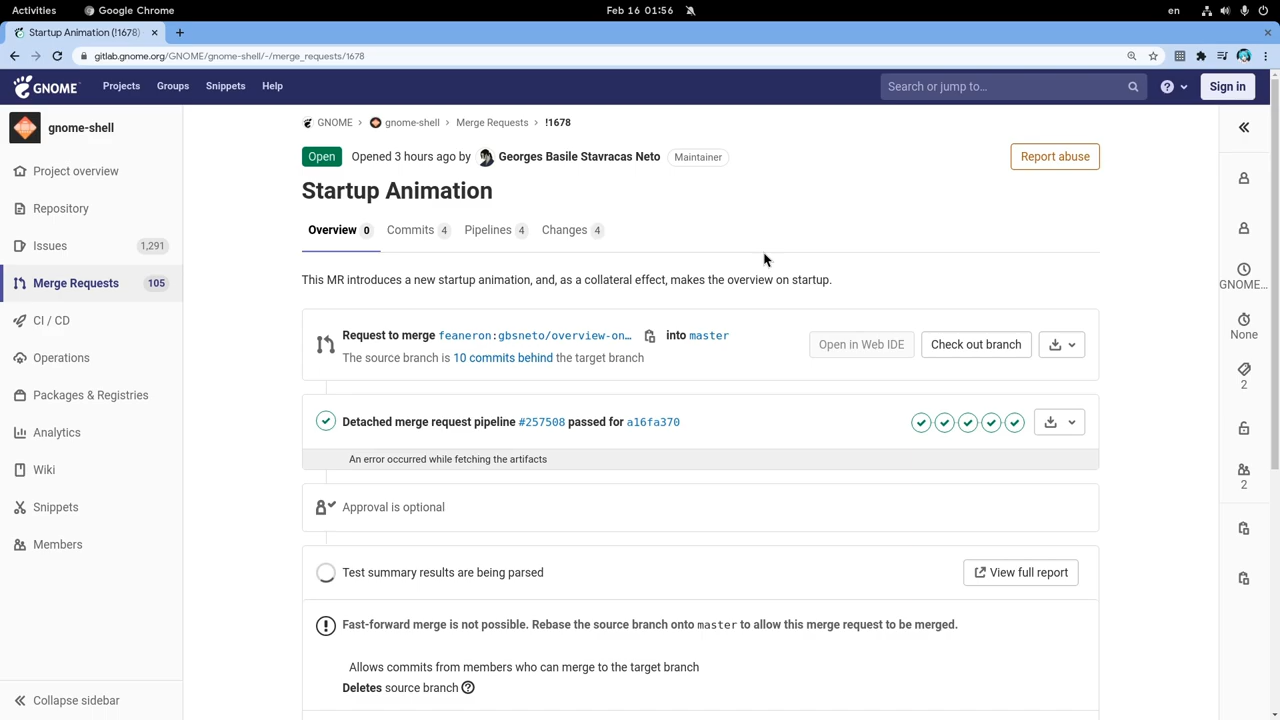 Activities
Google Chrome
Feb 16 01:56
en
Startup Animation (!1678)
gitlab.gnome.org/GNOME/gnome-shell/-/merge_requests/1678
GNOME
Projects
Groups
Snippets
Help
Search or jump to...
Sign in
gnome-shell
Project overview
Repository
Issues 1,291
Merge Requests 105
CI / CD
Operations
Packages & Registries
Analytics
Wiki
Snippets
Members
Collapse sidebar
GNOME › gnome-shell › Merge Requests › !1678
Open Opened 3 hours ago by Georges Basile Stavracas Neto Maintainer
Report abuse
Startup Animation
Overview 0 Commits 4 Pipelines 4 Changes 4
This MR introduces a new startup animation, and, as a collateral effect, makes the overview on startup.
Request to merge feaneron:gbsneto/overview-on... into master
The source branch is 10 commits behind the target branch
Open in Web IDE
Check out branch
Detached merge request pipeline #257508 passed for a16fa370
An error occurred while fetching the artifacts
Approval is optional
Test summary results are being parsed
View full report
Fast-forward merge is not possible. Rebase the source branch onto master to allow this merge request to be merged.
Allows commits from members who can merge to the target branch
Deletes source branch
GNOME...
None
2
2